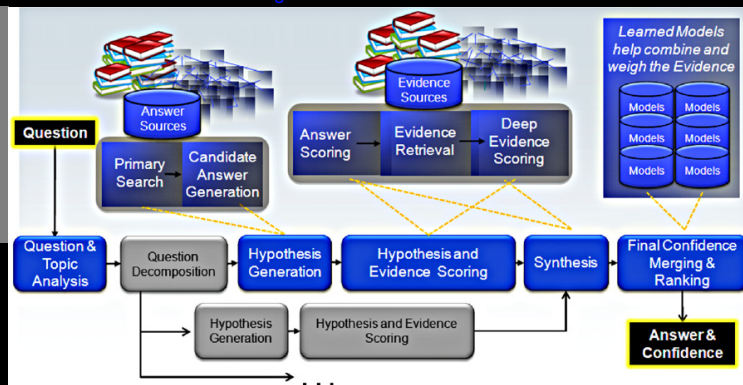 Learned Models
help combine and
weigh the Evidence
Evidence
Sources
Answer
Sources
Models Models
Models Models
Models Models
Question
Primary
Search
Candidate
Answer
Generation
Answer
Scoring
Evidence
Retrieval
Deep
Evidence
Scoring
Question &
Topic
Analysis
Question
Decomposition
Hypothesis
Generation
Hypothesis and
Evidence Scoring
Synthesis
Final Confidence
Merging &
Ranking
Hypothesis
Generation
Hypothesis and Evidence
Scoring
Answer &
Confidence
. . .